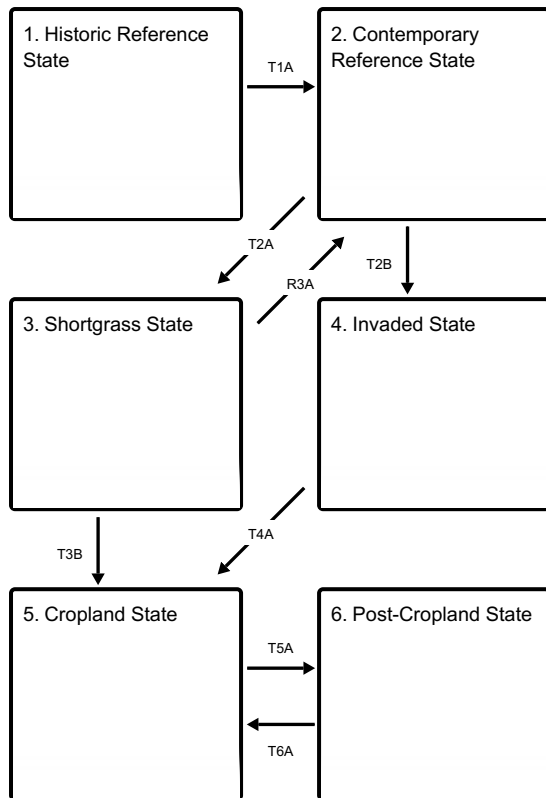 1. Historic Reference
State
T1A
2. Contemporary
Reference State
T2A
R3A
T2B
3. Shortgrass State
4. Invaded State
T3B
T4A
5. Cropland State
T5A
6. Post-Cropland State
T6A